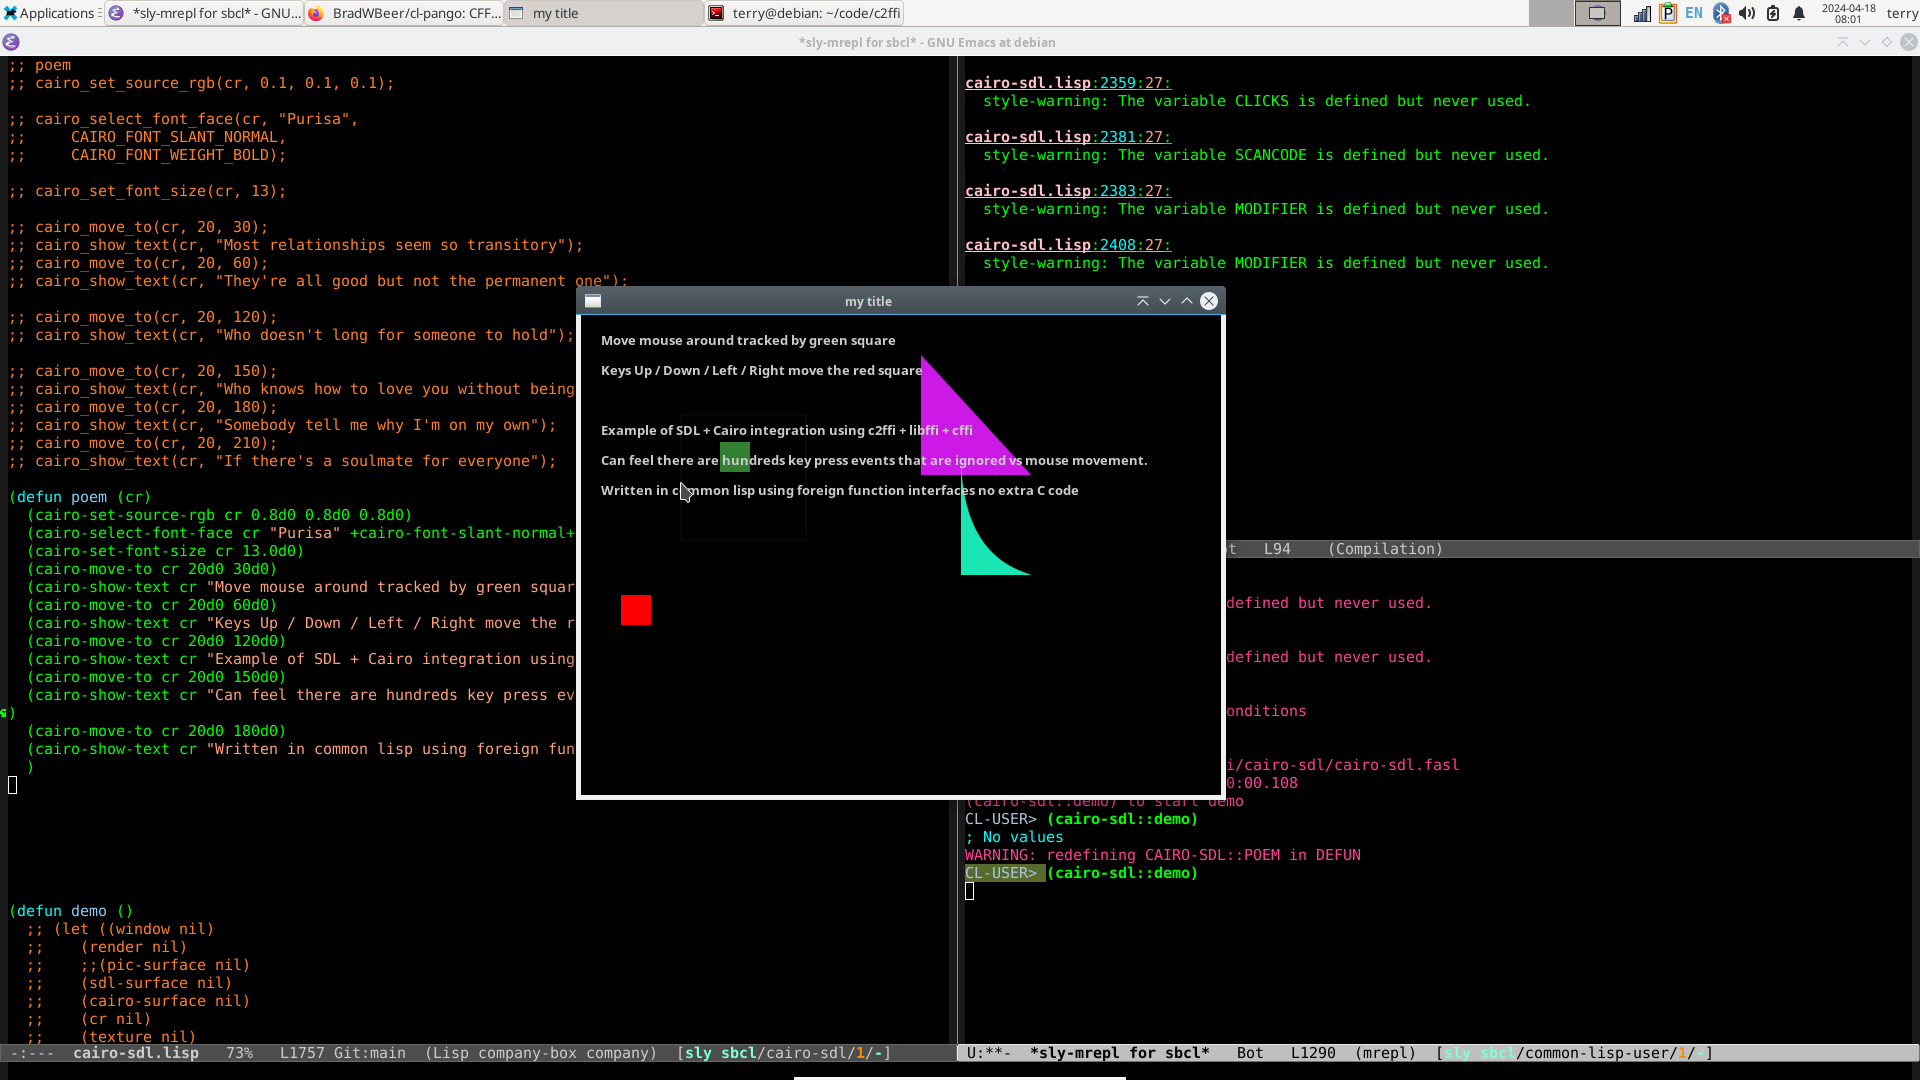 Applications
*sly-mrepl for sbcl* - GNU...
BradWBeer/cl-pango: CFF...
my title
terry@debian: ~/code/c2ffi
EN
2024-04-18
08:01
terry
*sly-mrepl for sbcl* - GNU Emacs at debian
;; poem
;; cairo_set_source_rgb(cr, 0.1, 0.1, 0.1);
;; cairo_select_font_face(cr, "Purisa",
;;     CAIRO_FONT_SLANT_NORMAL,
;;     CAIRO_FONT_WEIGHT_BOLD);
;; cairo_set_font_size(cr, 13);
;; cairo_move_to(cr, 20, 30);
;; cairo_show_text(cr, "Most relationships seem so transitory");
;; cairo_move_to(cr, 20, 60);
;; cairo_show_text(cr, "They're all good but not the permanent one");
;; cairo_move_to(cr, 20, 120);
;; cairo_show_text(cr, "Who doesn't long for someone to hold");
;; cairo_move_to(cr, 20, 150);
;; cairo_show_text(cr, "Who knows how to love you without being
;; cairo_move_to(cr, 20, 180);
;; cairo_show_text(cr, "Somebody tell me why I'm on my own");
;; cairo_move_to(cr, 20, 210);
;; cairo_show_text(cr, "If there's a soulmate for everyone");
(defun poem (cr)
  (cairo-set-source-rgb cr 0.8d0 0.8d0 0.8d0)
  (cairo-select-font-face cr "Purisa" +cairo-font-slant-normal+
  (cairo-set-font-size cr 13.0d0)
  (cairo-move-to cr 20d0 30d0)
  (cairo-show-text cr "Move mouse around tracked by green squar
  (cairo-move-to cr 20d0 60d0)
  (cairo-show-text cr "Keys Up / Down / Left / Right move the r
  (cairo-move-to cr 20d0 120d0)
  (cairo-show-text cr "Example of SDL + Cairo integration using
  (cairo-move-to cr 20d0 150d0)
  (cairo-show-text cr "Can feel there are hundreds key press ev
)
  (cairo-move-to cr 20d0 180d0)
  (cairo-show-text cr "Written in common lisp using foreign fun
  )
(defun demo ()
  ;; (let ((window nil)
  ;;    (render nil)
  ;;    ;;(pic-surface nil)
  ;;    (sdl-surface nil)
  ;;    (cairo-surface nil)
  ;;    (cr nil)
  ;;    (texture nil)
-:---  cairo-sdl.lisp   73%   L1757 Git:main  (Lisp company-box company)  [sly sbcl/cairo-sdl/1/-]
cairo-sdl.lisp:2359:27:
  style-warning: The variable CLICKS is defined but never used.
cairo-sdl.lisp:2381:27:
  style-warning: The variable SCANCODE is defined but never used.
cairo-sdl.lisp:2383:27:
  style-warning: The variable MODIFIER is defined but never used.
cairo-sdl.lisp:2408:27:
  style-warning: The variable MODIFIER is defined but never used.
my title
Move mouse around tracked by green square
Keys Up / Down / Left / Right move the red square
Example of SDL + Cairo integration using c2ffi + libffi + cffi
Can feel there are hundreds key press events that are ignored vs mouse movement.
Written in common lisp using foreign function interfaces no extra C code
ot   L94    (Compilation)
defined but never used.
defined but never used.
onditions
i/cairo-sdl/cairo-sdl.fasl
0:00.108
(cairo-sdl::demo) to start demo
CL-USER> (cairo-sdl::demo)
; No values
WARNING: redefining CAIRO-SDL::POEM in DEFUN
CL-USER> (cairo-sdl::demo)
U:**-  *sly-mrepl for sbcl*   Bot   L1290  (mrepl)  [sly sbcl/common-lisp-user/1/-]